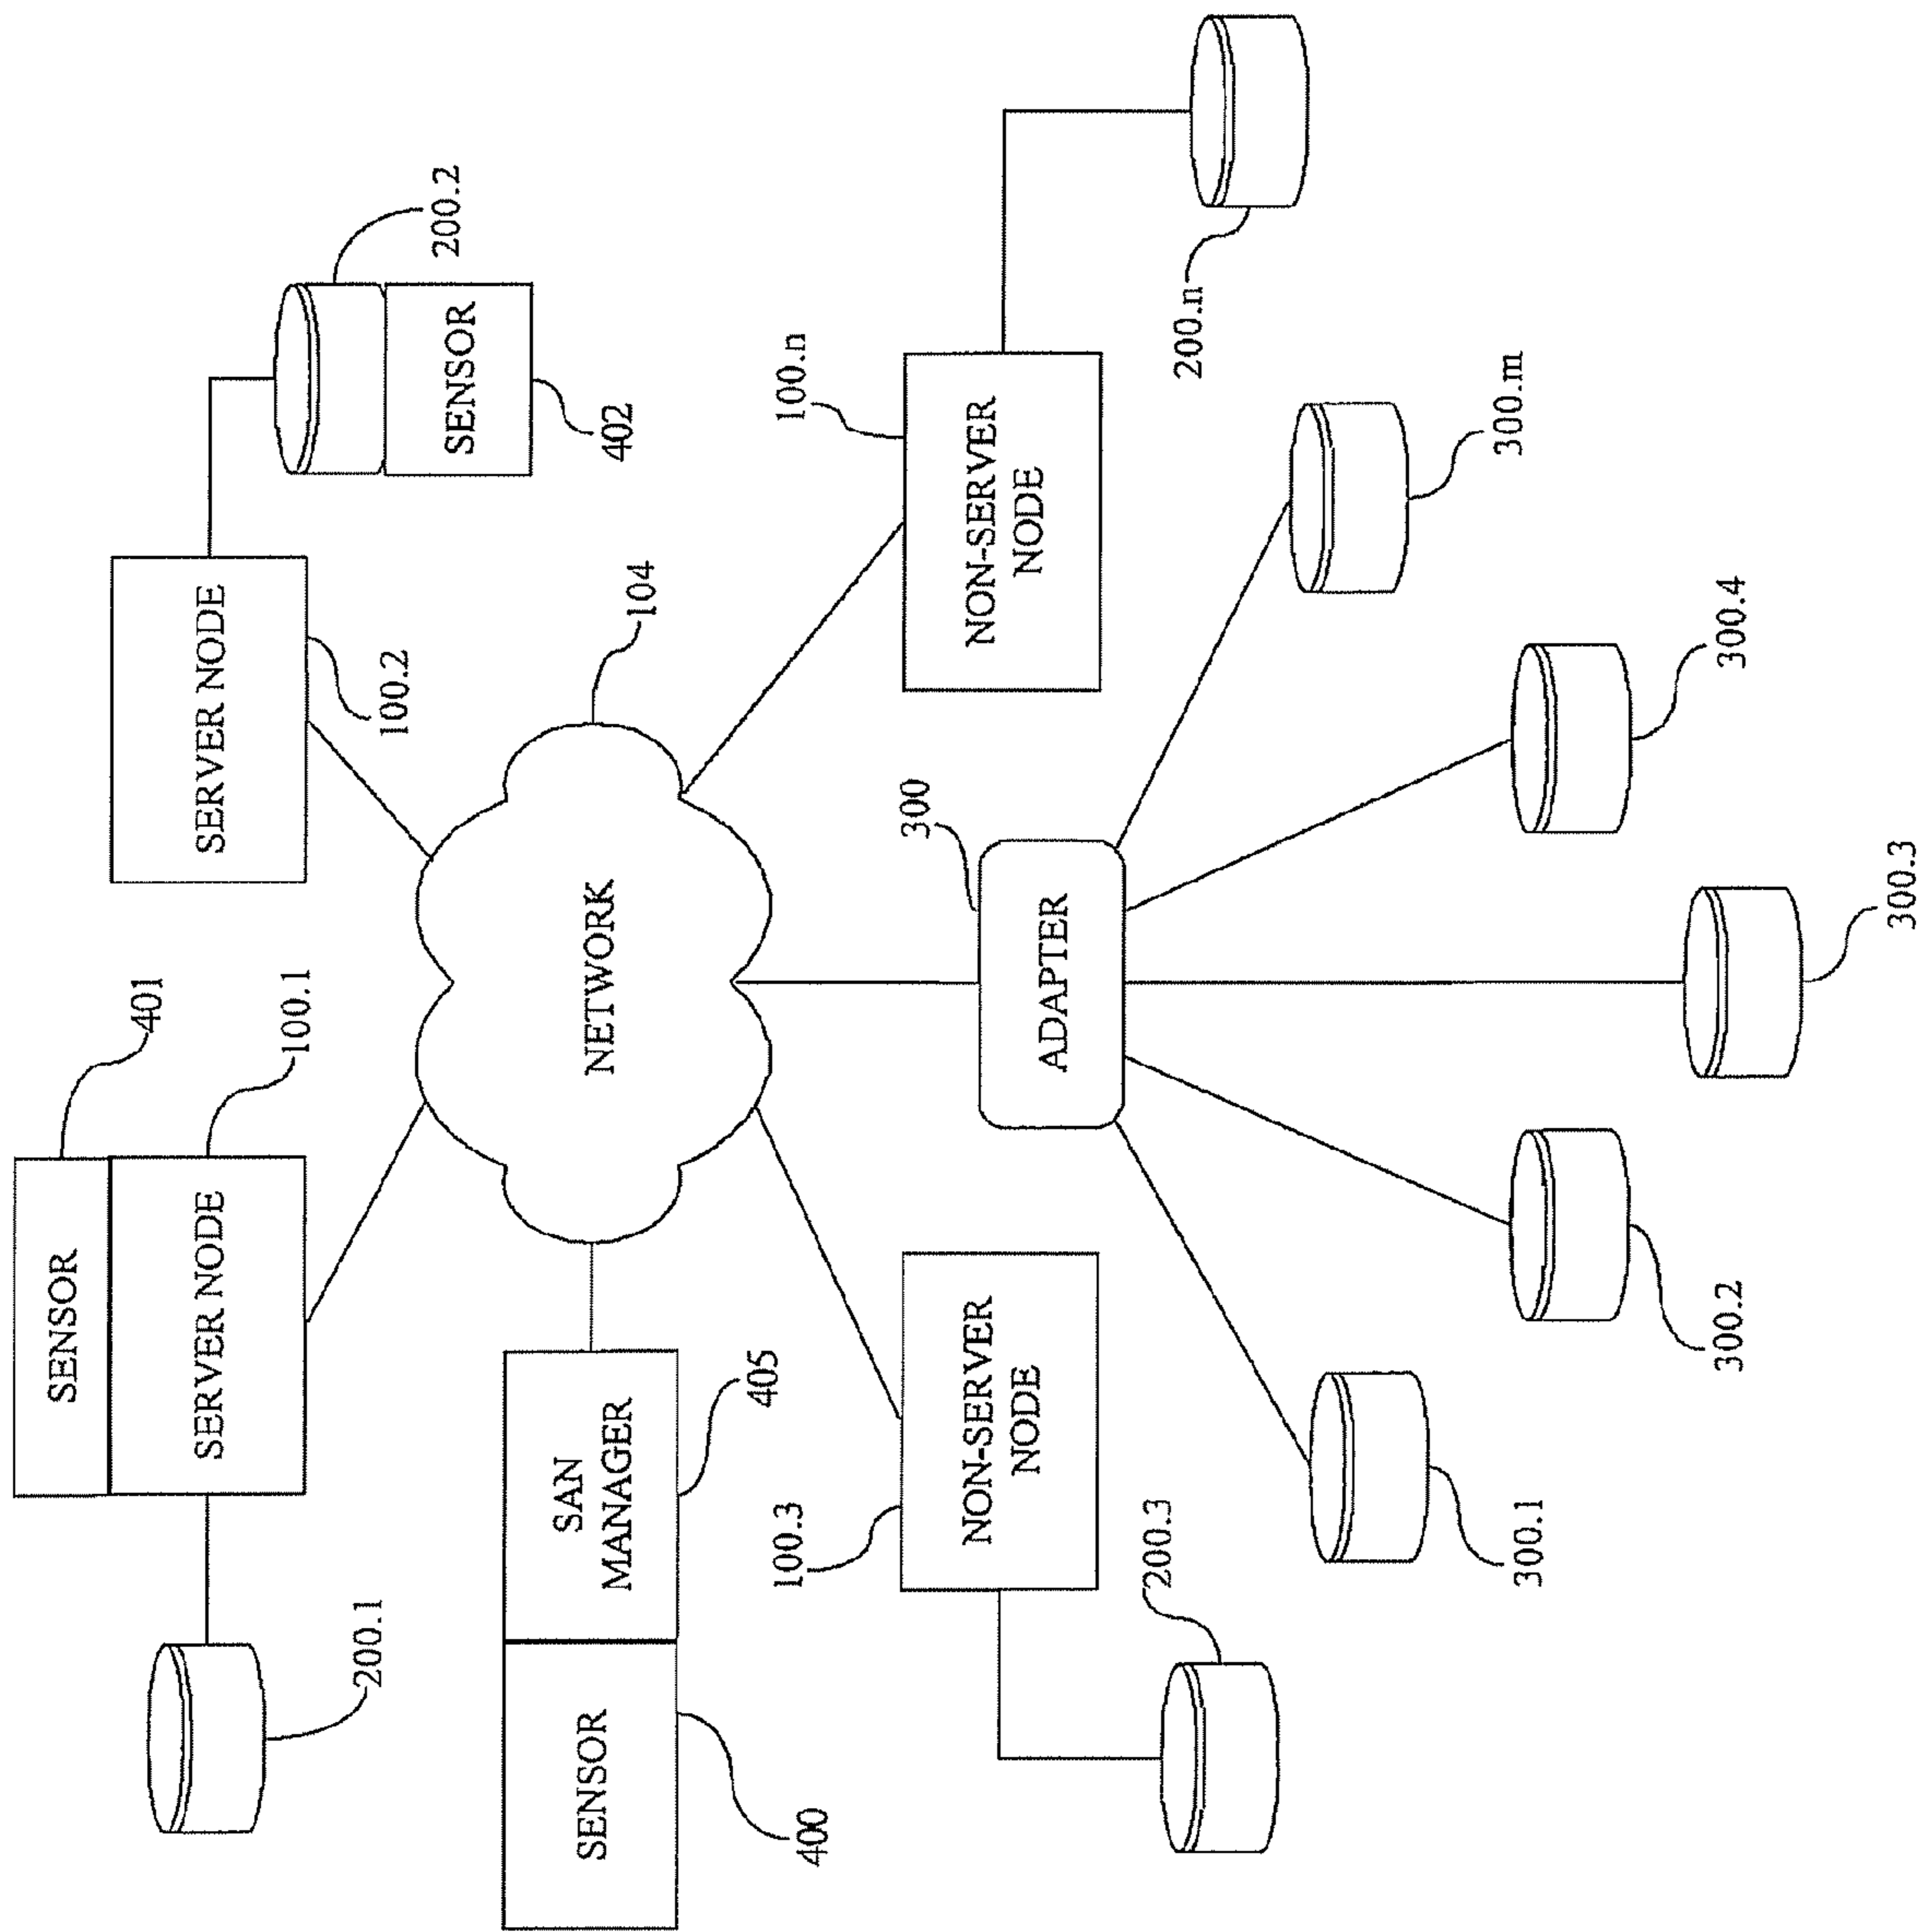 SENSOR
401
SERVER NODE
100.1
200.1
SERVER NODE
100.2
200.2
SENSOR
402
SENSOR
400
SAN
MANAGER
405
NETWORK
104
NON-SERVER
NODE
100.3
200.3
ADAPTER
300
NON-SERVER
NODE
100.n
200.n
300.1
300.2
300.3
300.4
300.m